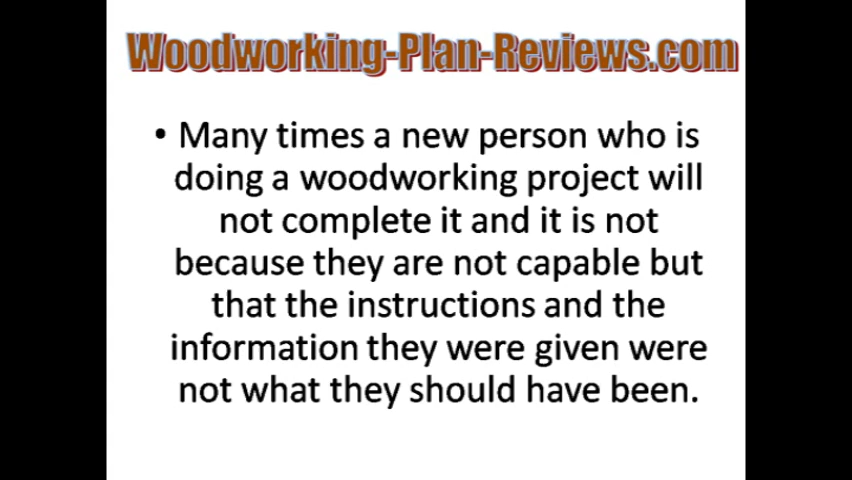 Woodworking-Plan-Reviews.com
• Many times a new person who is
doing a woodworking project will
not complete it and it is not
because they are not capable but
that the instructions and the
information they were given were
not what they should have been.